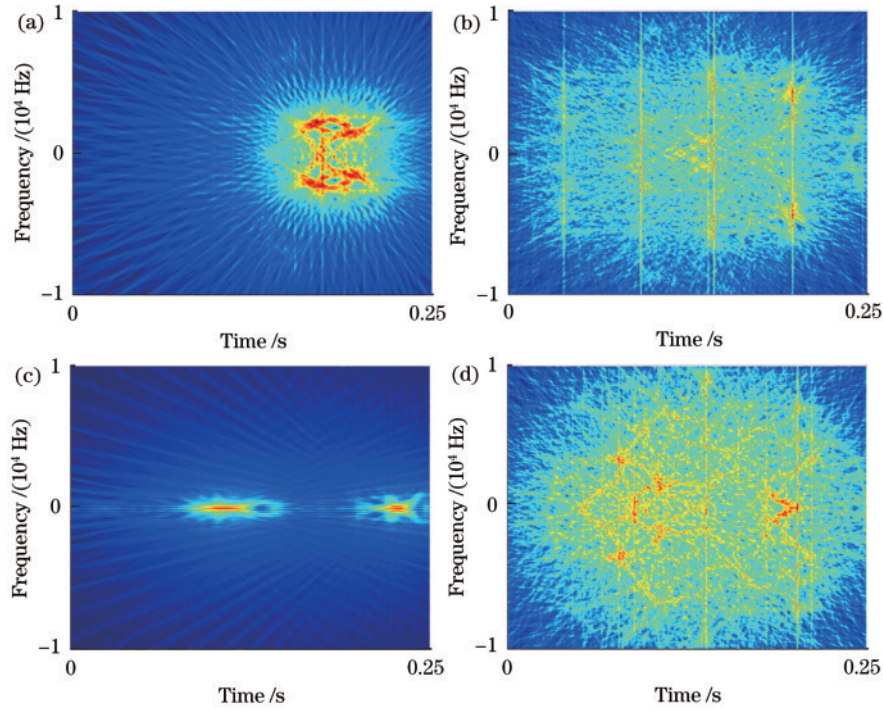 (a)
1
0
−1
Frequency /(10⁴ Hz)
0
0.25
Time /s
(b)
1
0
−1
Frequency /(10⁴ Hz)
0
0.25
Time /s
(c)
1
0
−1
Frequency /(10⁴ Hz)
0
0.25
Time /s
(d)
1
0
−1
Frequency /(10⁴ Hz)
0
0.25
Time /s